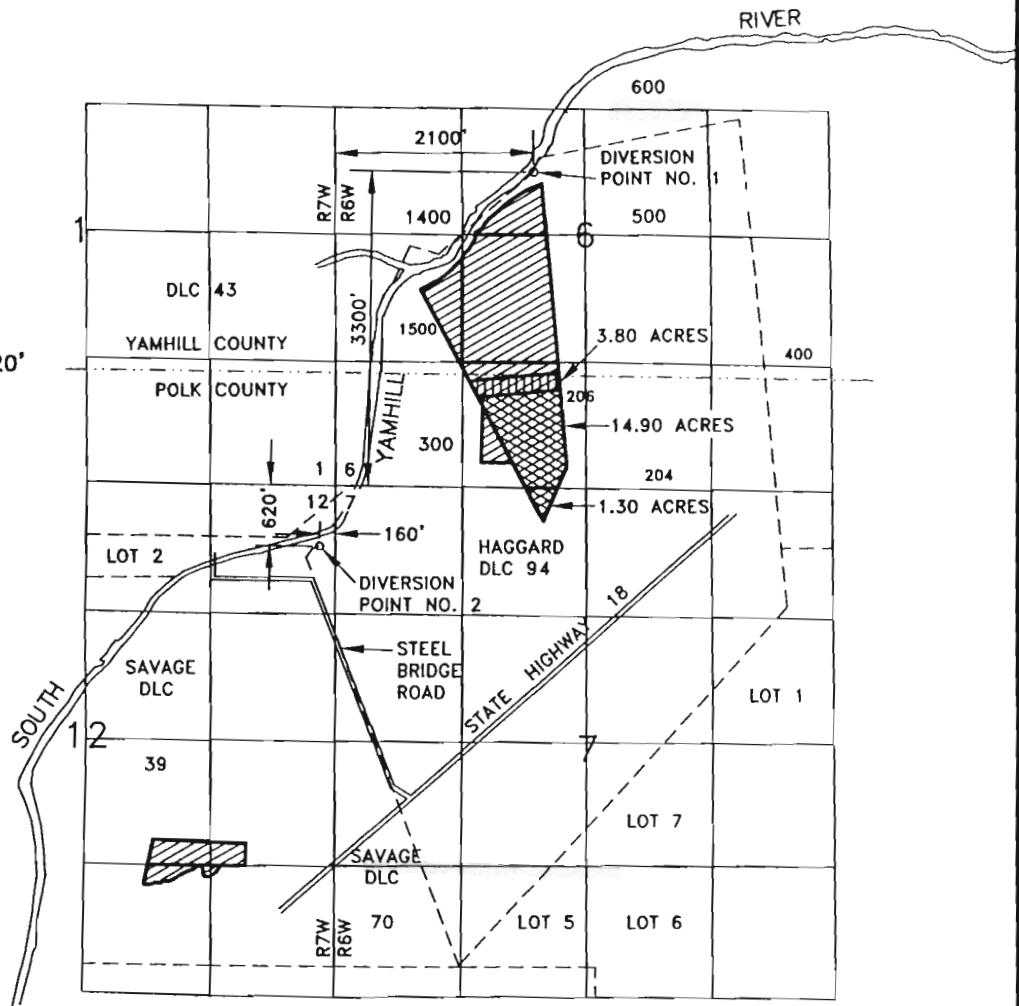 RIVER
600
2100'
DIVERSION
POINT NO. 1
R7W
R6W
1400
500
1
6
DLC 43
3300'
1500
3.80 ACRES
YAMHILL COUNTY
400
20'
POLK COUNTY
206
YAMHILL
14.90 ACRES
300
1 6
204
620'
12 7
1.30 ACRES
160'
LOT 2
HAGGARD
DLC 94
DIVERSION
POINT NO. 2
STEEL
BRIDGE
ROAD
STATE HIGHWAY 18
SAVAGE
DLC
LOT 1
SOUTH
12
7
39
LOT 7
SAVAGE
DLC
R7W
R6W
70
LOT 5
LOT 6